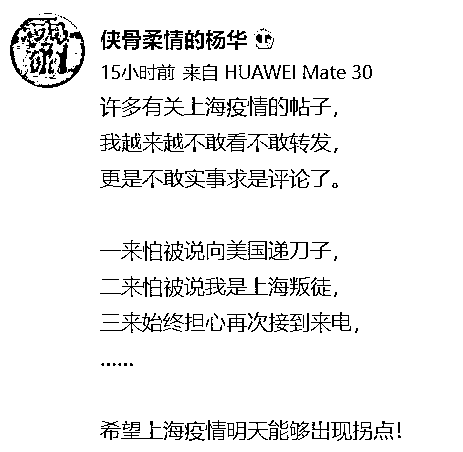 侠骨柔情的杨华
15小时前 来自 HUAWEI Mate 30
许多有关上海疫情的帖子，
我越来越不敢看不敢转发，
更是不敢实事求是评论了。
一来怕被说向美国递刀子，
二来怕被说我是上海叛徒，
三来始终担心再次接到来电，
……
希望上海疫情明天能够出现拐点！